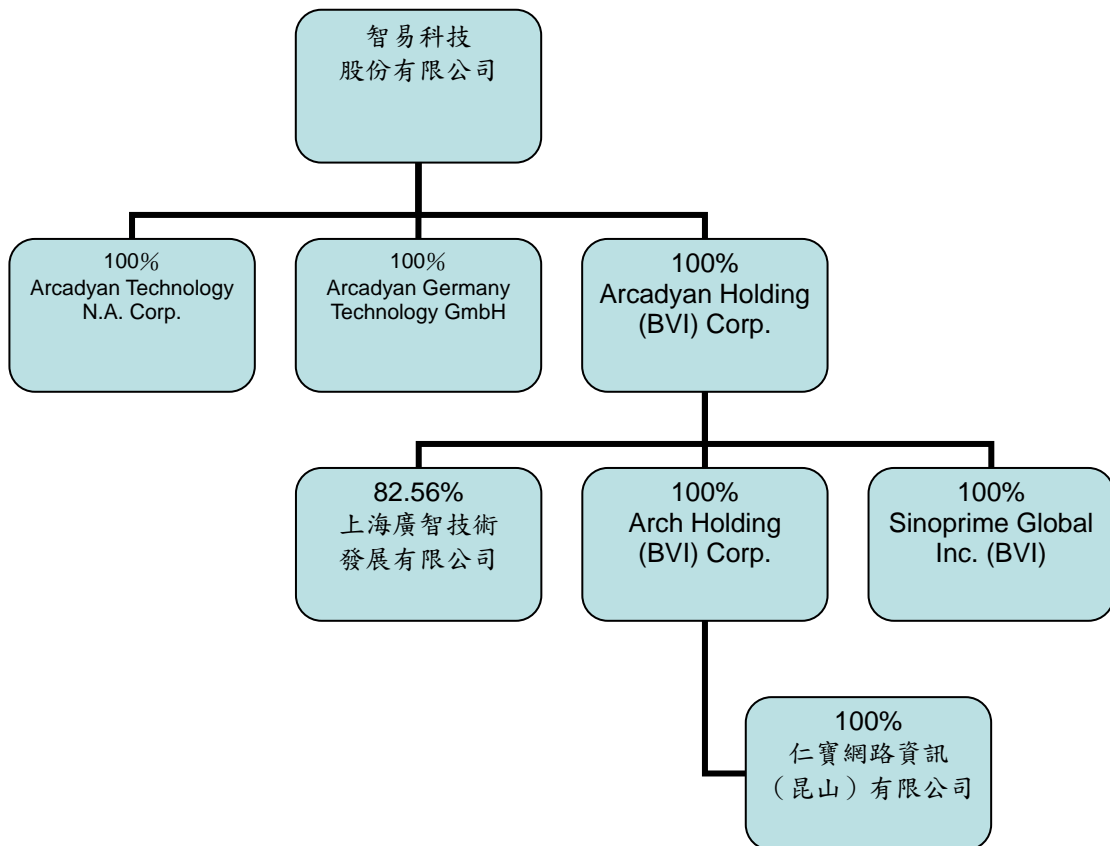 智易科技
股份有限公司
100%
Arcadyan Technology
N.A. Corp.
100%
Arcadyan Germany
Technology GmbH
100%
Arcadyan Holding
(BVI) Corp.
82.56%
上海廣智技術
發展有限公司
100%
Arch Holding
(BVI) Corp.
100%
Sinoprime Global
Inc. (BVI)
100%
仁寶網路資訊
（昆山）有限公司